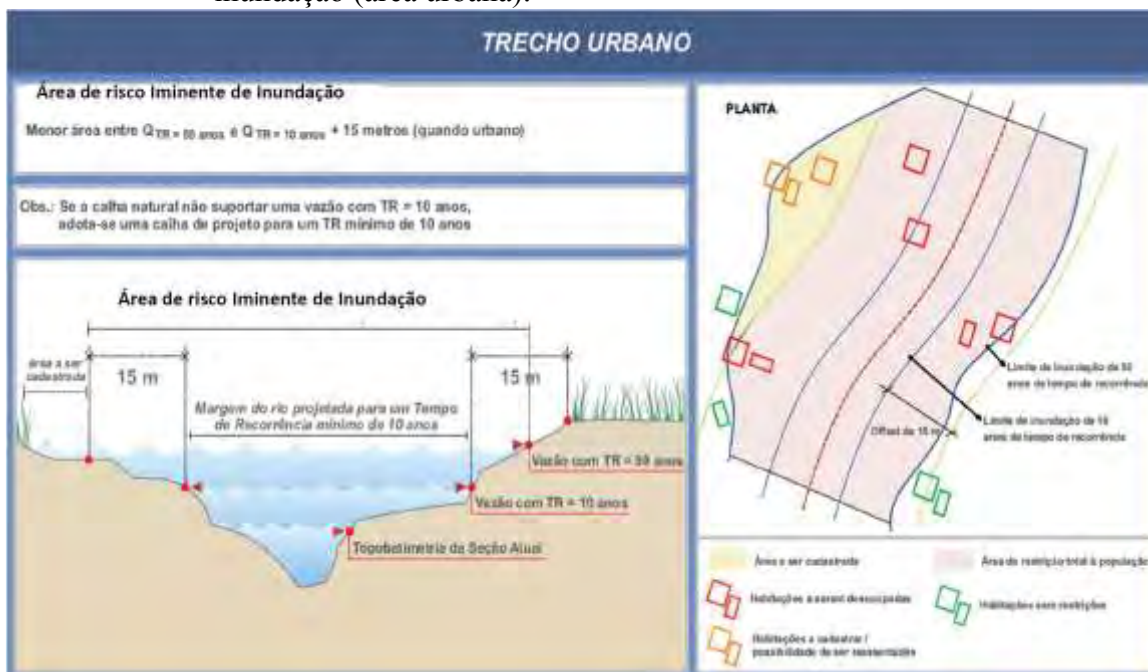 inundação (área urbana).
TRECHO URBANO
Área de risco Iminente de Inundação
Menor área entre Q TR = 50 anos e Q TR = 10 anos + 15 metros (quando urbano)
Obs.: Se a calha natural não suportar uma vazão com TR = 10 anos,
adota-se uma calha de projeto para um TR mínimo de 10 anos
Área de risco Iminente de Inundação
área a ser
cadastrada
15 m
15 m
Margem do rio projetada para um Tempo
de Recorrência mínimo de 10 anos
Vazão com TR = 50 anos
Vazão com TR = 10 anos
Topobatimetria da Seção Atual
PLANTA
Limite de inundação de 50
anos de tempo de recorrência
Limite de inundação de 10
anos de tempo de recorrência
Offset de 15 m
Área a ser cadastrada
Área de restrição total à população
Habitações a serem desocupadas
Habitações sem restrições
Habitações a cadastrar /
possibilidade de ser reassentados